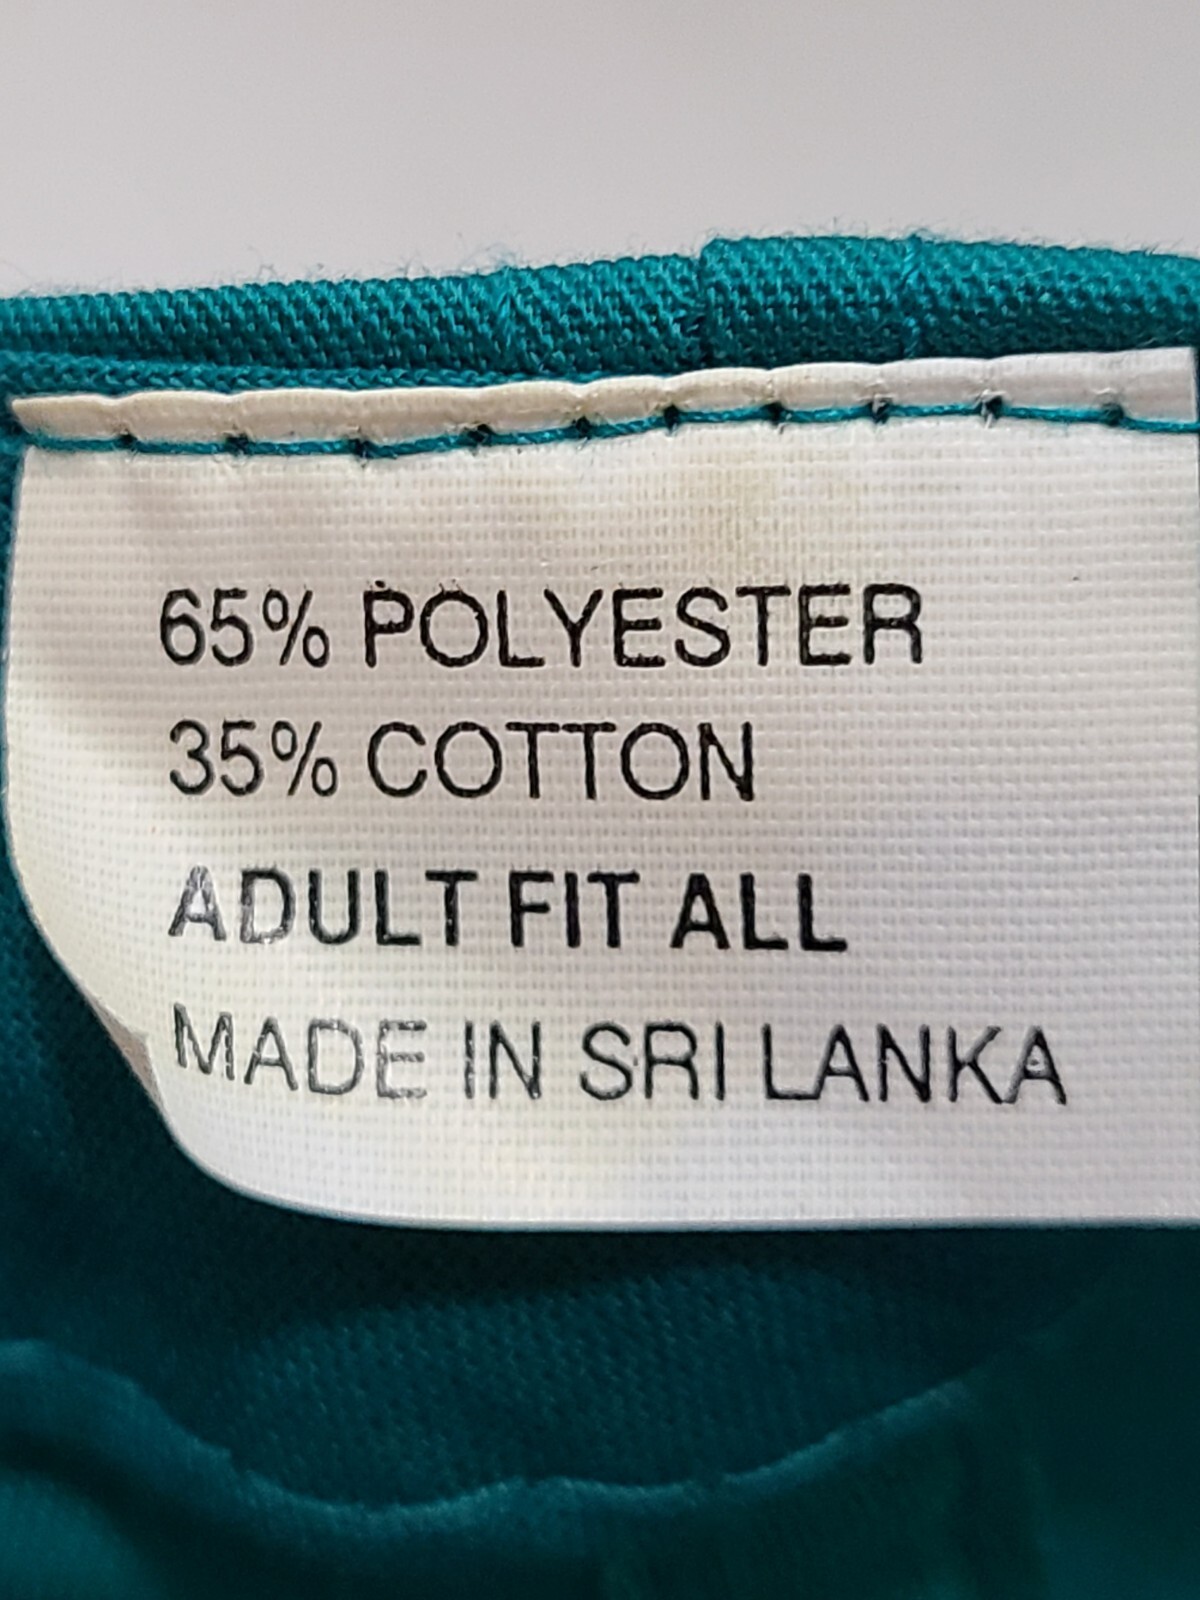 65% POLYESTER
35% COTTON
ADULT FIT ALL
MADE IN SRI LANKA